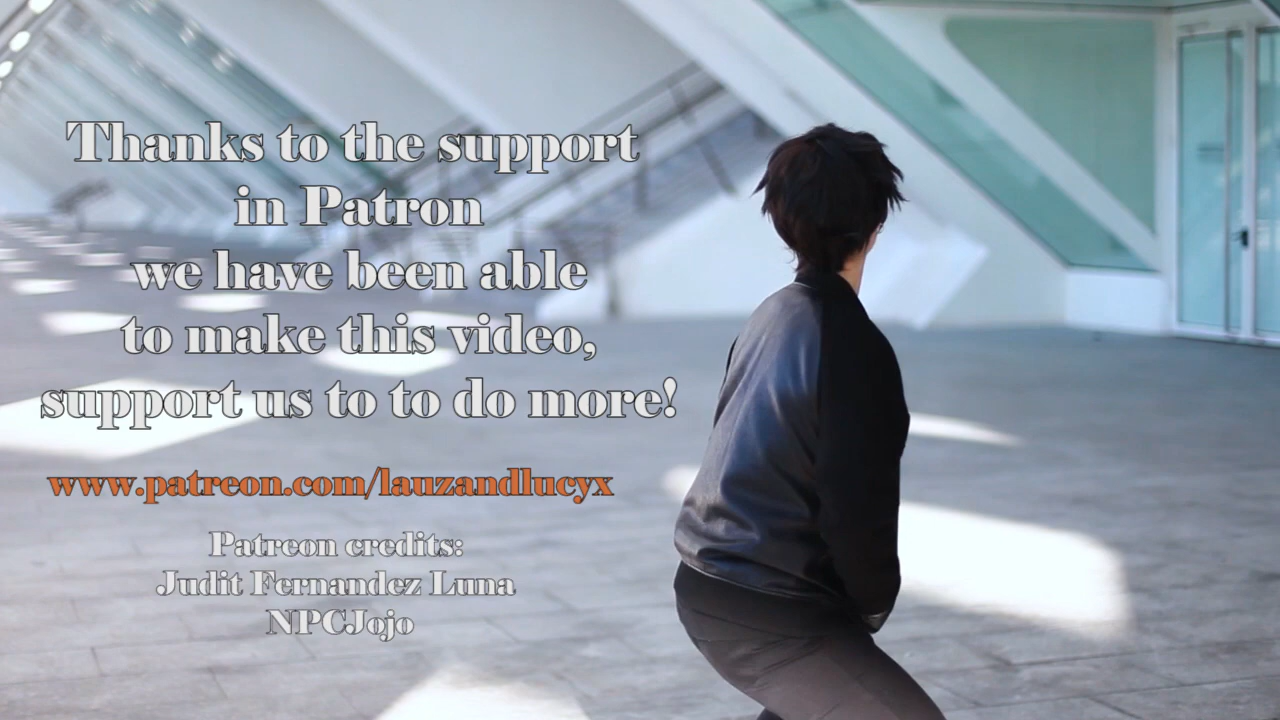 Thanks to the support
in Patron
we have been able
to make this video,
support us to to do more!
www.patreon.com/lauzandlucyx
Patreon credits:
Judit Fernandez Luna
NPCJojo